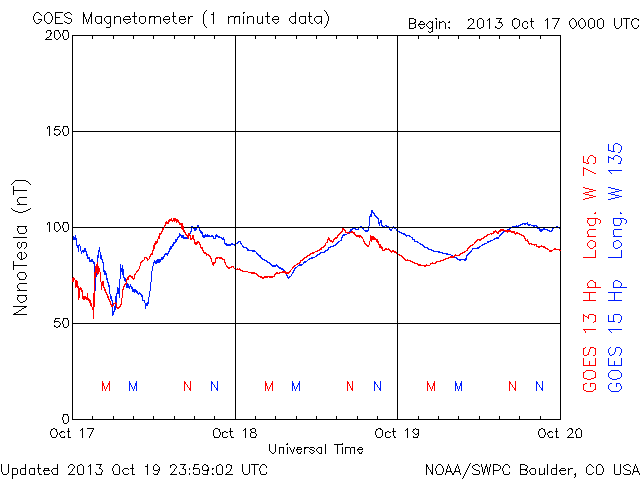 GOES Magnetometer (1 minute data)
Begin: 2013 Oct 17 0000 UTC
200
150
100
50
0
NanoTesla (nT)
M M N N M M N N M M N N
Oct 17 Oct 18 Oct 19 Oct 20
Universal Time
GOES 13 Hp Long. W 75
GOES 15 Hp Long. W 135
Updated 2013 Oct 19 23:59:02 UTC
NOAA/SWPC Boulder, CO USA